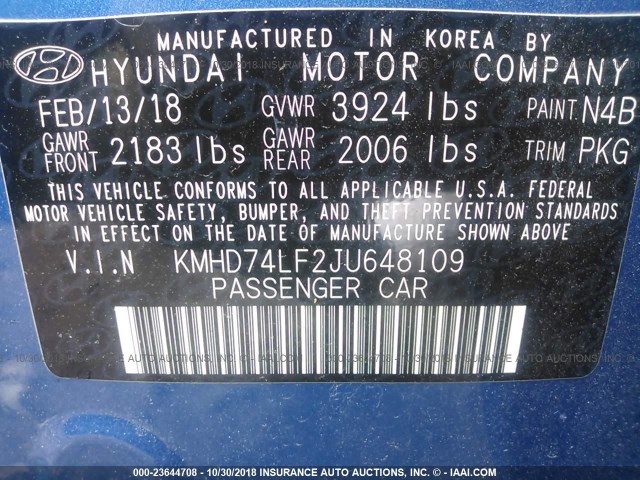 MANUFACTURED IN KOREA BY
HYUNDAI MOTOR COMPANY
FEB/13/18 GVWR 3924 lbs PAINT N4B
GAWR FRONT 2183 lbs GAWR REAR 2006 lbs TRIM PKG
THIS VEHICLE CONFORMS TO ALL APPLICABLE U.S.A. FEDERAL
MOTOR VEHICLE SAFETY, BUMPER, AND THEFT PREVENTION STANDARDS
IN EFFECT ON THE DATE OF MANUFACTURE SHOWN ABOVE
V.I.N KMHD74LF2JU648109
PASSENGER CAR
000-23644708 - 10/30/2018 INSURANCE AUTO AUCTIONS - IAAI.COM